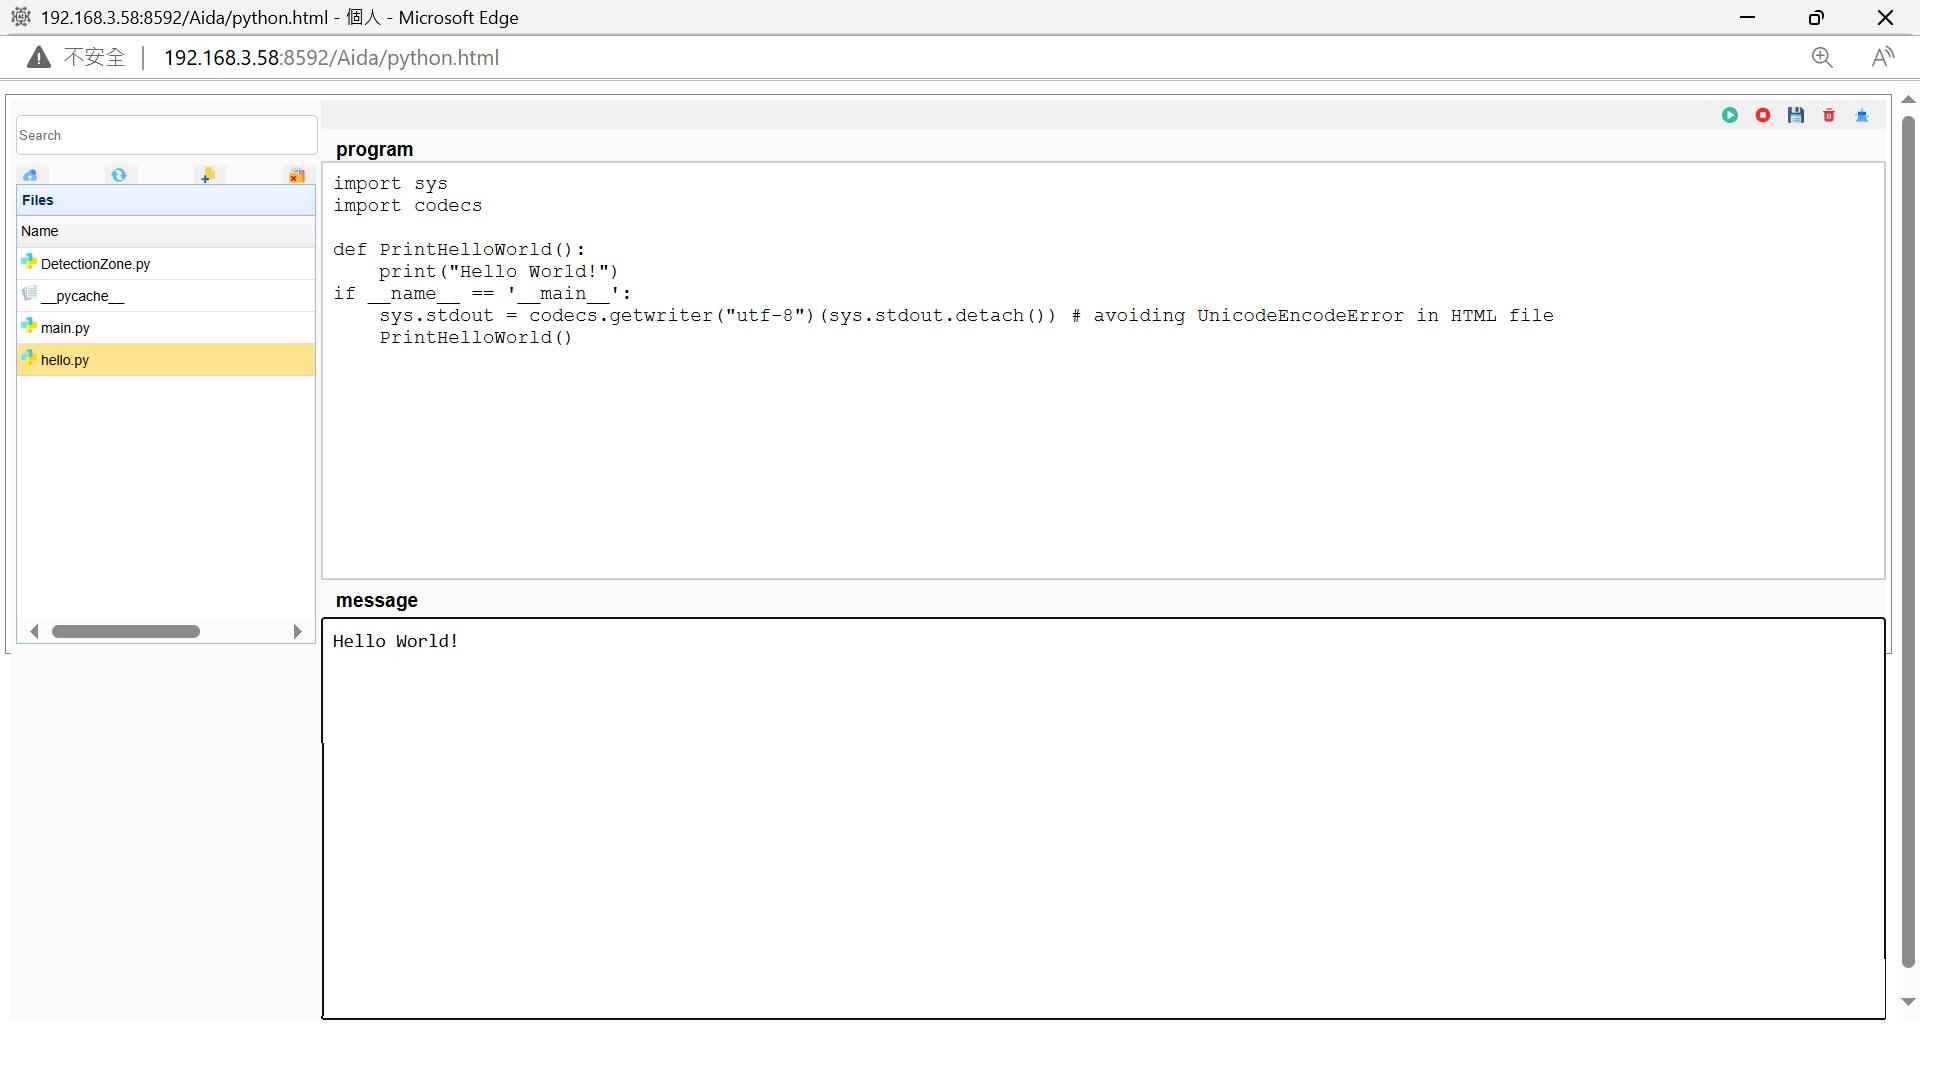 192.168.3.58:8592/Aida/python.html - 個人 - Microsoft Edge
不安全 | 192.168.3.58:8592/Aida/python.html
Search
Files
Name
DetectionZone.py
__pycache__
main.py
hello.py
program
import sys
import codecs
def PrintHelloWorld():
    print("Hello World!")
if __name__ == '__main__':
    sys.stdout = codecs.getwriter("utf-8")(sys.stdout.detach()) # avoiding UnicodeEncodeError in HTML file
    PrintHelloWorld()
message
Hello World!